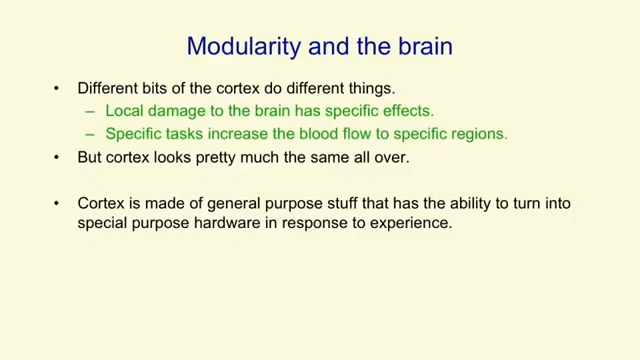 Modularity and the brain
• Different bits of the cortex do different things.
– Local damage to the brain has specific effects.
– Specific tasks increase the blood flow to specific regions.
• But cortex looks pretty much the same all over.
• Cortex is made of general purpose stuff that has the ability to turn into
special purpose hardware in response to experience.